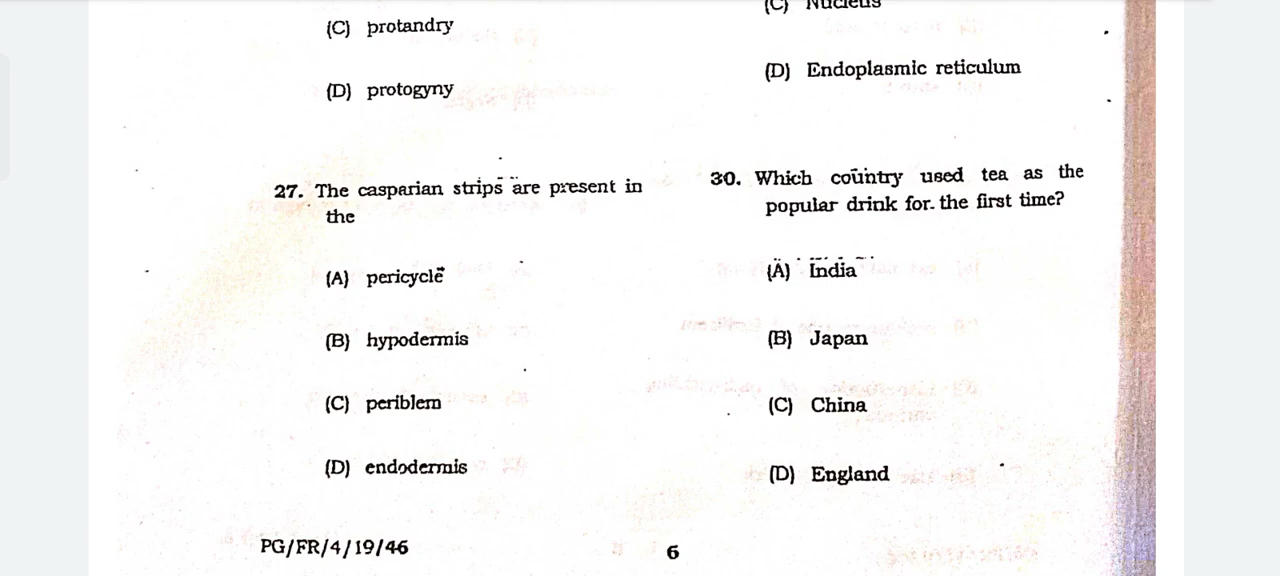 (C) protandry
(D) protogyny
27. The casparian strips are present in
the
(A) pericycle
(B) hypodermis
(C) periblem
(D) endodermis
(C) Nucleus
(D) Endoplasmic reticulum
30. Which country used tea as the
popular drink for. the first time?
(A) India
(B) Japan
(C) China
(D) England
PG/FR/4/19/46
6